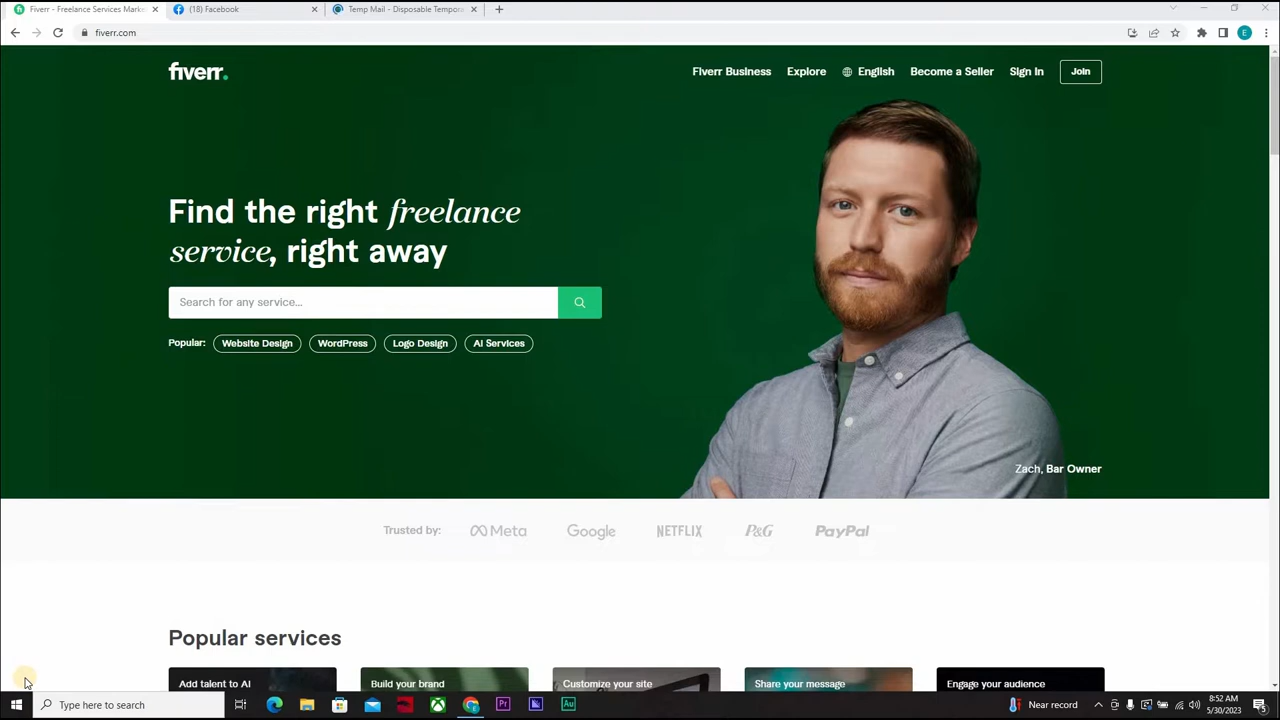 Fiverr - Freelance Services Mark
(18) Facebook
Temp Mail - Disposable Tempora
fiverr.com
E
fiverr.
Fiverr Business
Explore
English
Become a Seller
Sign In
Join
Find the right freelance
service, right away
Search for any service...
Popular:
Website Design
WordPress
Logo Design
AI Services
Zach, Bar Owner
Trusted by:
Meta
Google
NETFLIX
P&G
PayPal
Popular services
Add talent to AI
Build your brand
Customize your site
Share your message
Engage your audience
Type here to search
Pr
Au
Near record
8:52 AM
5/30/2023